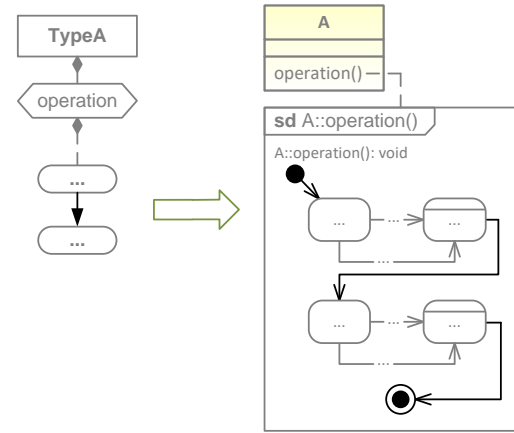 TypeA
operation
...
...
A
operation()
sd A::operation()
A::operation(): void
... ... ...
...
... ... ...
...